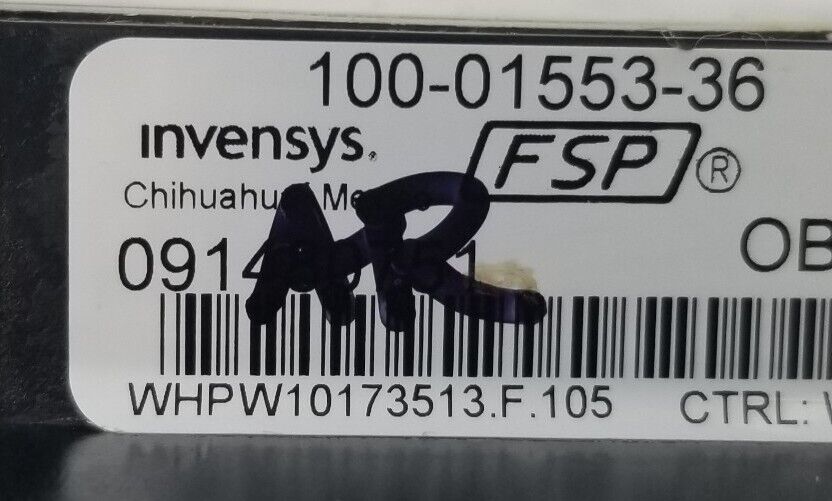 100-01553-36
invensys. FSP®
Chihuahua
AR
OB
WHPW10173513.F.105 CTRL: